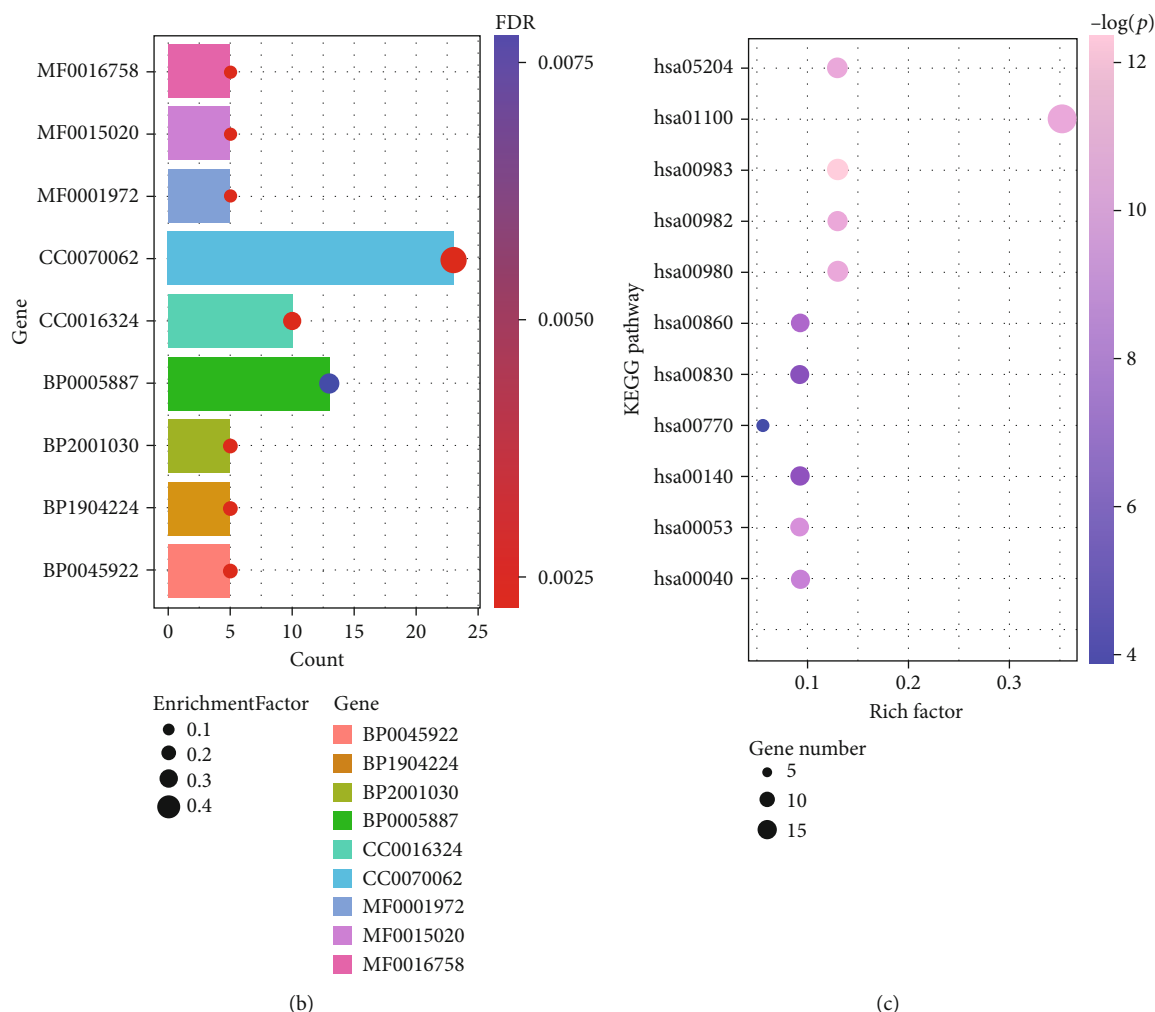 FDR
MF0016758
MF0015020
MF0001972
CC0070062
CC0016324
BP0005887
BP2001030
BP1904224
BP0045922
Gene
0 5 10 15 20 25
Count
0.0075
0.0050
0.0025
EnrichmentFactor
0.1
0.2
0.3
0.4
Gene
BP0045922
BP1904224
BP2001030
BP0005887
CC0016324
CC0070062
MF0001972
MF0015020
MF0016758
(b)
–log(p)
hsa05204
hsa01100
hsa00983
hsa00982
hsa00980
hsa00860
hsa00830
hsa00770
hsa00140
hsa00053
hsa00040
KEGG pathway
0.1 0.2 0.3
Rich factor
12
10
8
6
4
Gene number
5
10
15
(c)